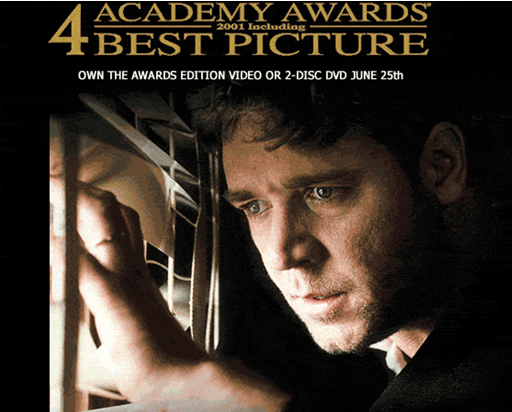 4 ACADEMY AWARDS®
2001 Including
BEST PICTURE
OWN THE AWARDS EDITION VIDEO OR 2-DISC DVD JUNE 25th